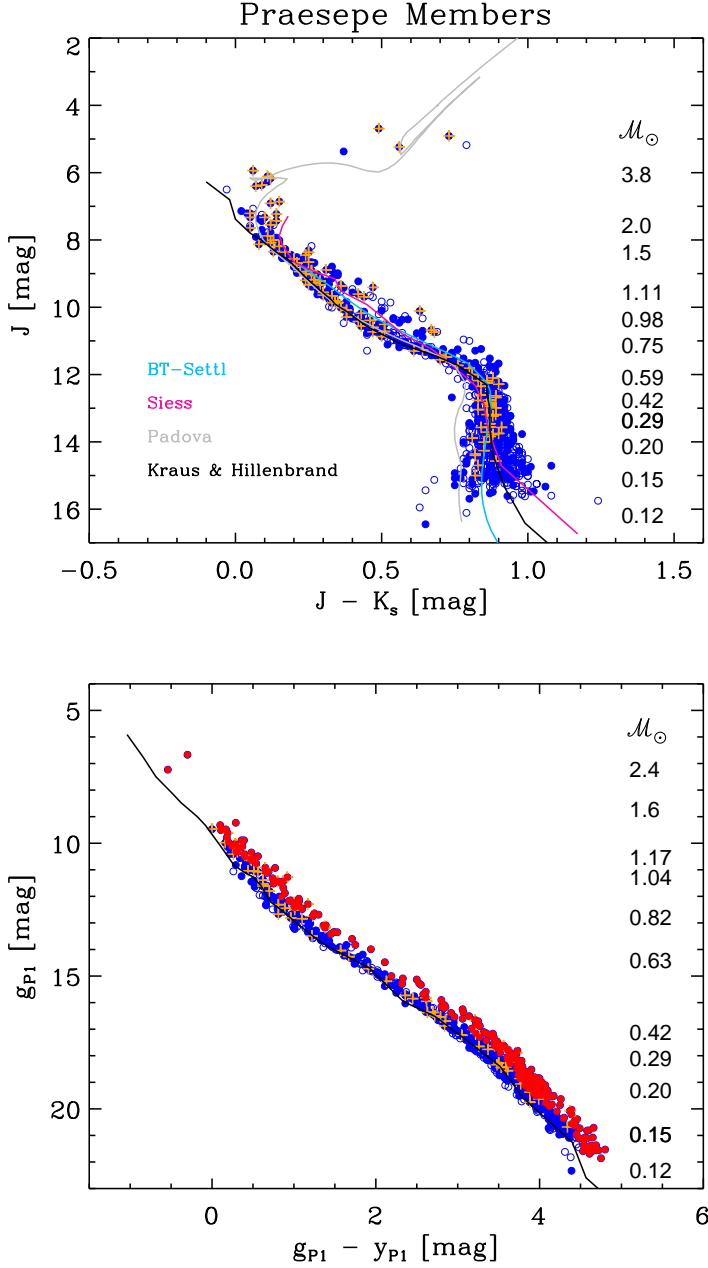 Praesepe Members
2
4
6
8
10
12
14
16
J [mag]
ℳ⊙
3.8
2.0
1.5
1.11
0.98
0.75
0.59
0.42
0.29
0.20
0.15
0.12
BT-Settl
Siess
Padova
Kraus & Hillenbrand
−0.5 0.0 0.5 1.0 1.5
J − Ks [mag]
5
10
15
20
gP1 [mag]
ℳ⊙
2.4
1.6
1.17
1.04
0.82
0.63
0.42
0.29
0.20
0.15
0.12
0 2 4 6
gP1 − yP1 [mag]